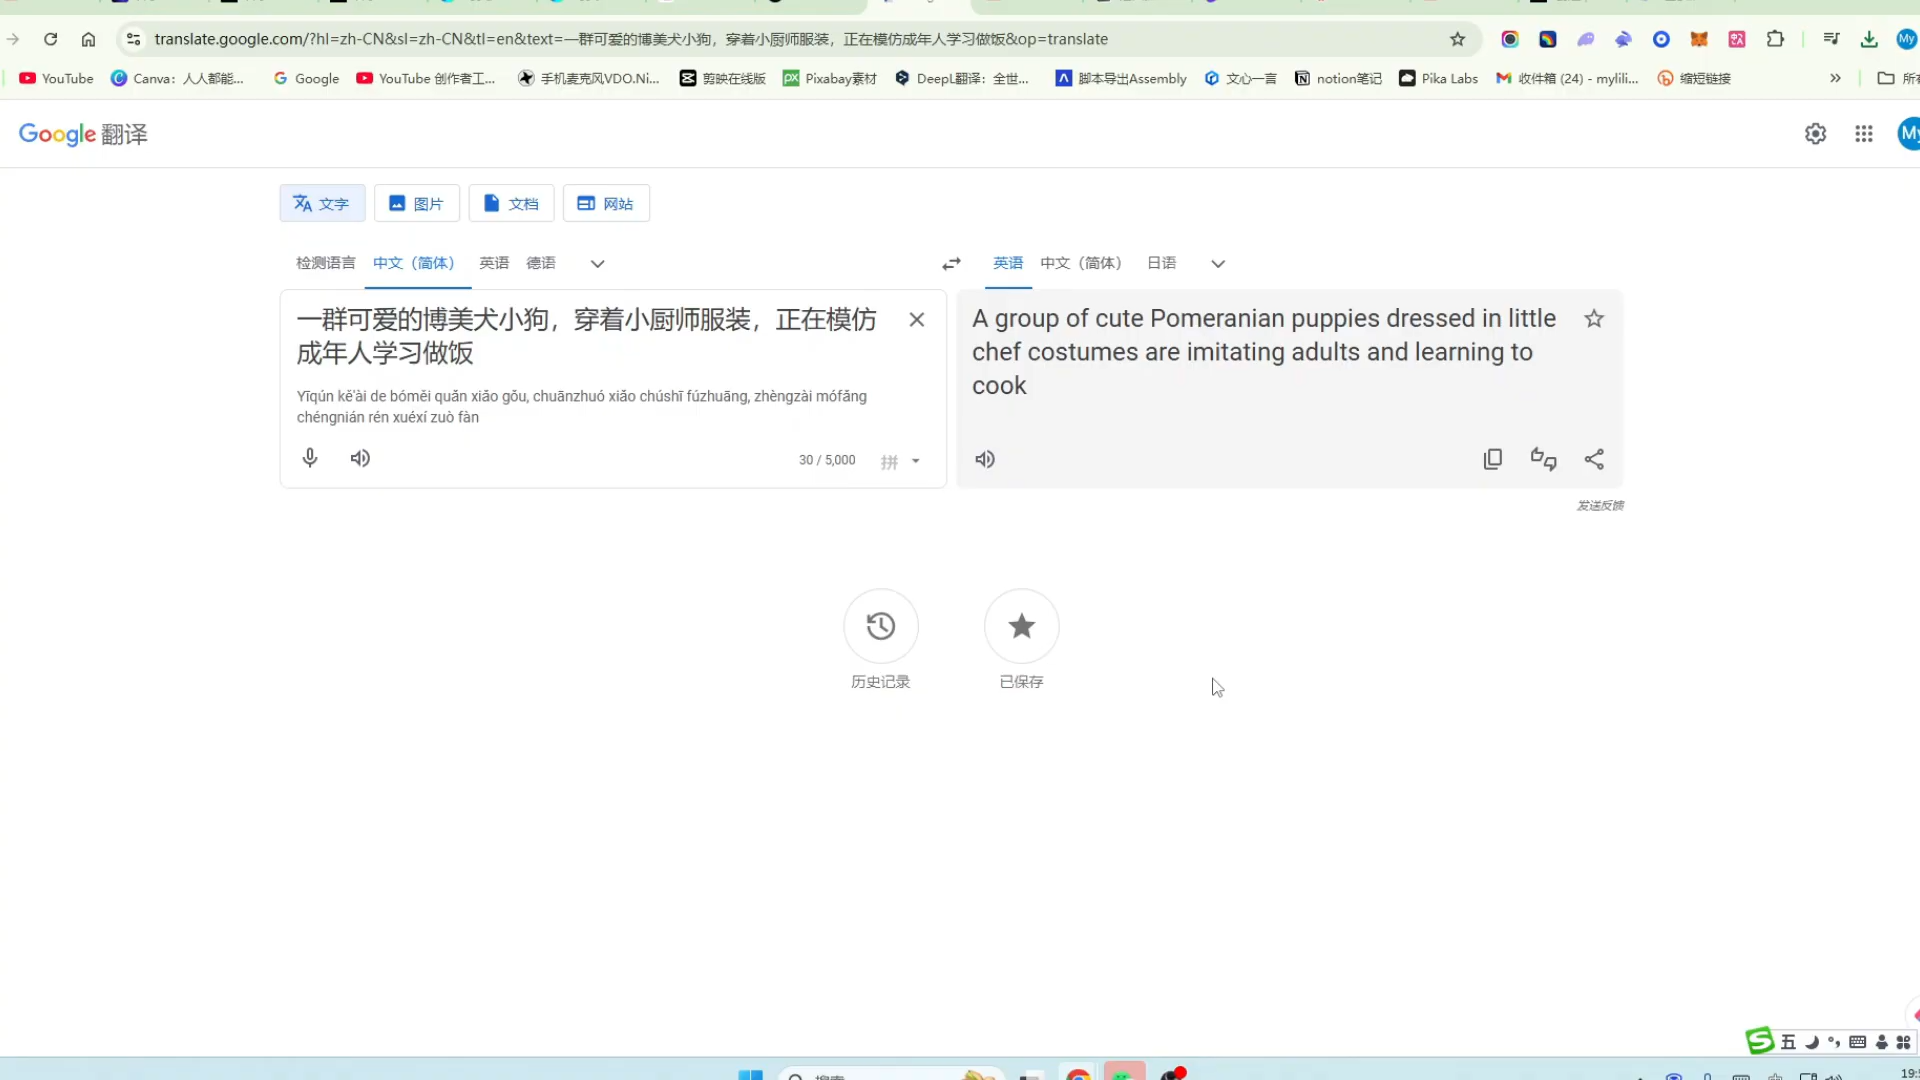 translate.google.com/?hl=zh-CN&sl=zh-CN&tl=en&text=一群可爱的博美犬小狗，穿着小厨师服装，正在模仿成年人学习做饭&op=translate
My
YouTube
Canva：人人都能...
Google
YouTube 创作者工...
手机麦克风VDO.Ni...
剪映在线版
Pixabay素材
DeepL翻译：全世...
脚本导出Assembly
文心一言
notion笔记
Pika Labs
收件箱 (24) - mylili...
缩短链接
Google 翻译
文字
图片
文档
网站
检测语言 中文（简体） 英语 德语
英语 中文（简体） 日语
一群可爱的博美犬小狗，穿着小厨师服装，正在模仿
成年人学习做饭
Yīqún kě'ài de bóměi quǎn xiǎo gǒu, chuānzhuó xiǎo chúshī fúzhuāng, zhèngzài mófǎng
chéngnián rén xuéxí zuò fàn
30 / 5,000
拼
A group of cute Pomeranian puppies dressed in little
chef costumes are imitating adults and learning to
cook
发送反馈
历史记录
已保存
五